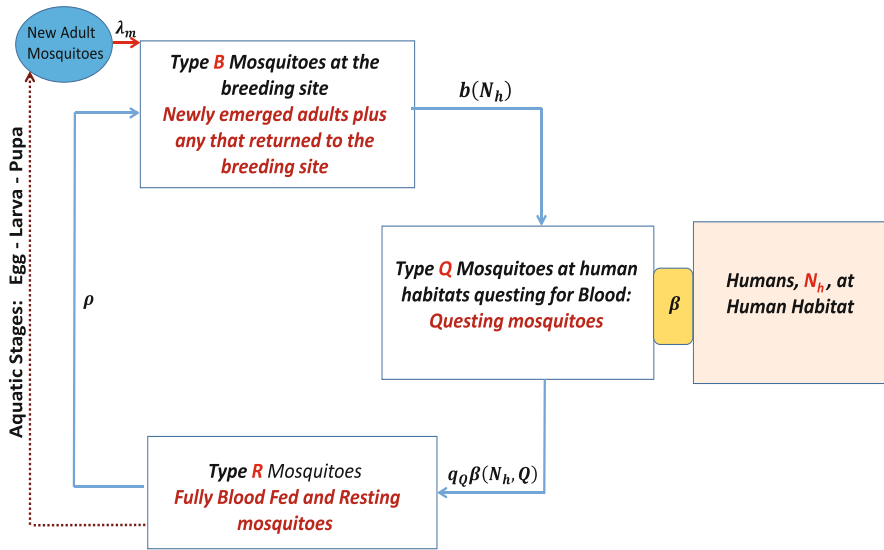 New Adult
Mosquitoes
λₘ
Type B Mosquitoes at the
breeding site
Newly emerged adults plus
any that returned to the
breeding site
b(Nₕ)
Type Q Mosquitoes at human
habitats questing for Blood:
Questing mosquitoes
β
Humans, Nₕ, at
Human Habitat
Aquatic Stages: Egg - Larva - Pupa
ρ
q_Qβ(Nₕ, Q)
Type R Mosquitoes
Fully Blood Fed and Resting
mosquitoes